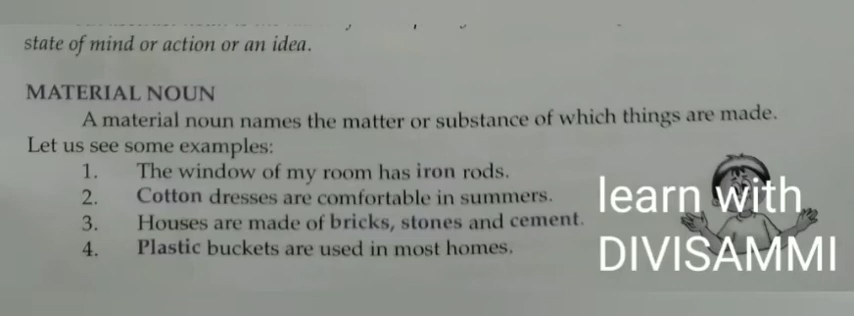 state of mind or action or an idea.
MATERIAL NOUN
A material noun names the matter or substance of which things are made.
Let us see some examples:
1. The window of my room has iron rods.
2. Cotton dresses are comfortable in summers.
3. Houses are made of bricks, stones and cement.
4. Plastic buckets are used in most homes.
learn with
DIVISAMMI